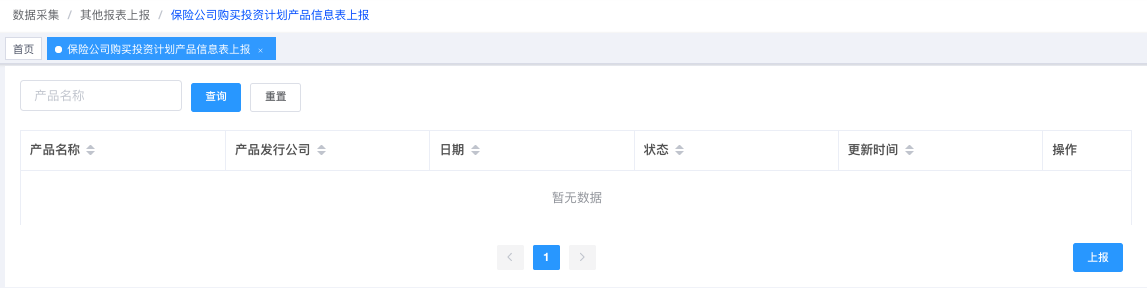 数据采集 / 其他报表上报 / 保险公司购买投资计划产品信息表上报
首页 保险公司购买投资计划产品信息表上报 ×
产品名称 查询 重置
产品名称 产品发行公司 日期 状态 更新时间 操作
暂无数据
1 上报